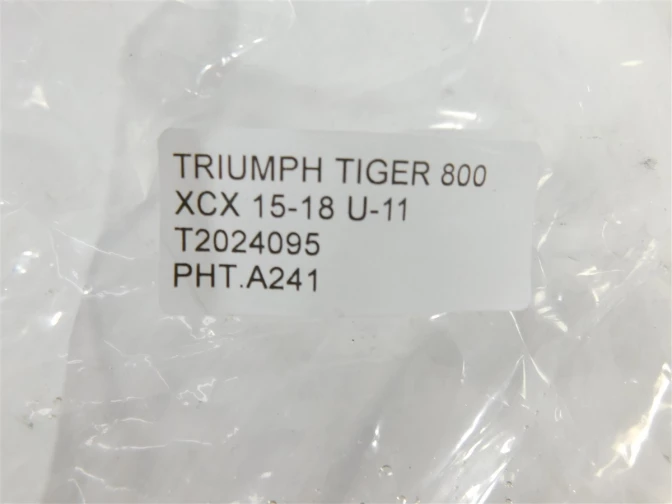 TRIUMPH TIGER 800
XCX 15-18 U-11
T2024095
PHT.A241